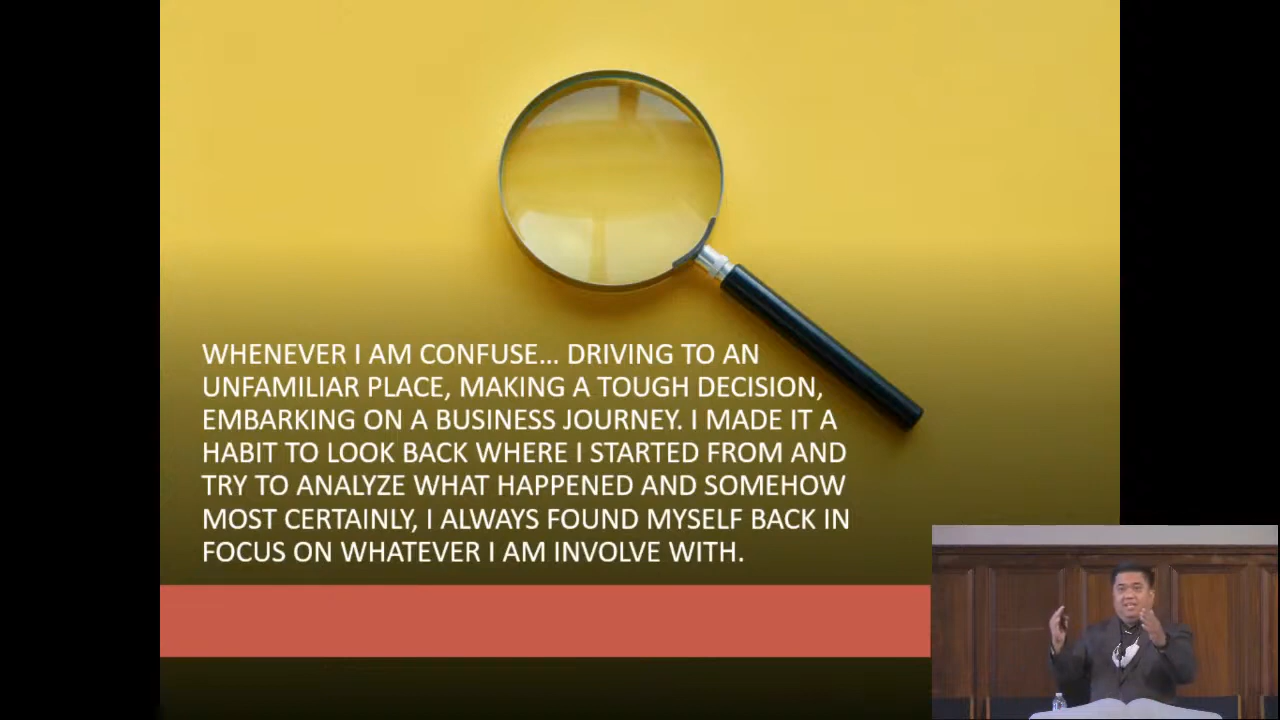 WHENEVER I AM CONFUSE... DRIVING TO AN
UNFAMILIAR PLACE, MAKING A TOUGH DECISION,
EMBARKING ON A BUSINESS JOURNEY. I MADE IT A
HABIT TO LOOK BACK WHERE I STARTED FROM AND
TRY TO ANALYZE WHAT HAPPENED AND SOMEHOW
MOST CERTAINLY, I ALWAYS FOUND MYSELF BACK IN
FOCUS ON WHATEVER I AM INVOLVE WITH.